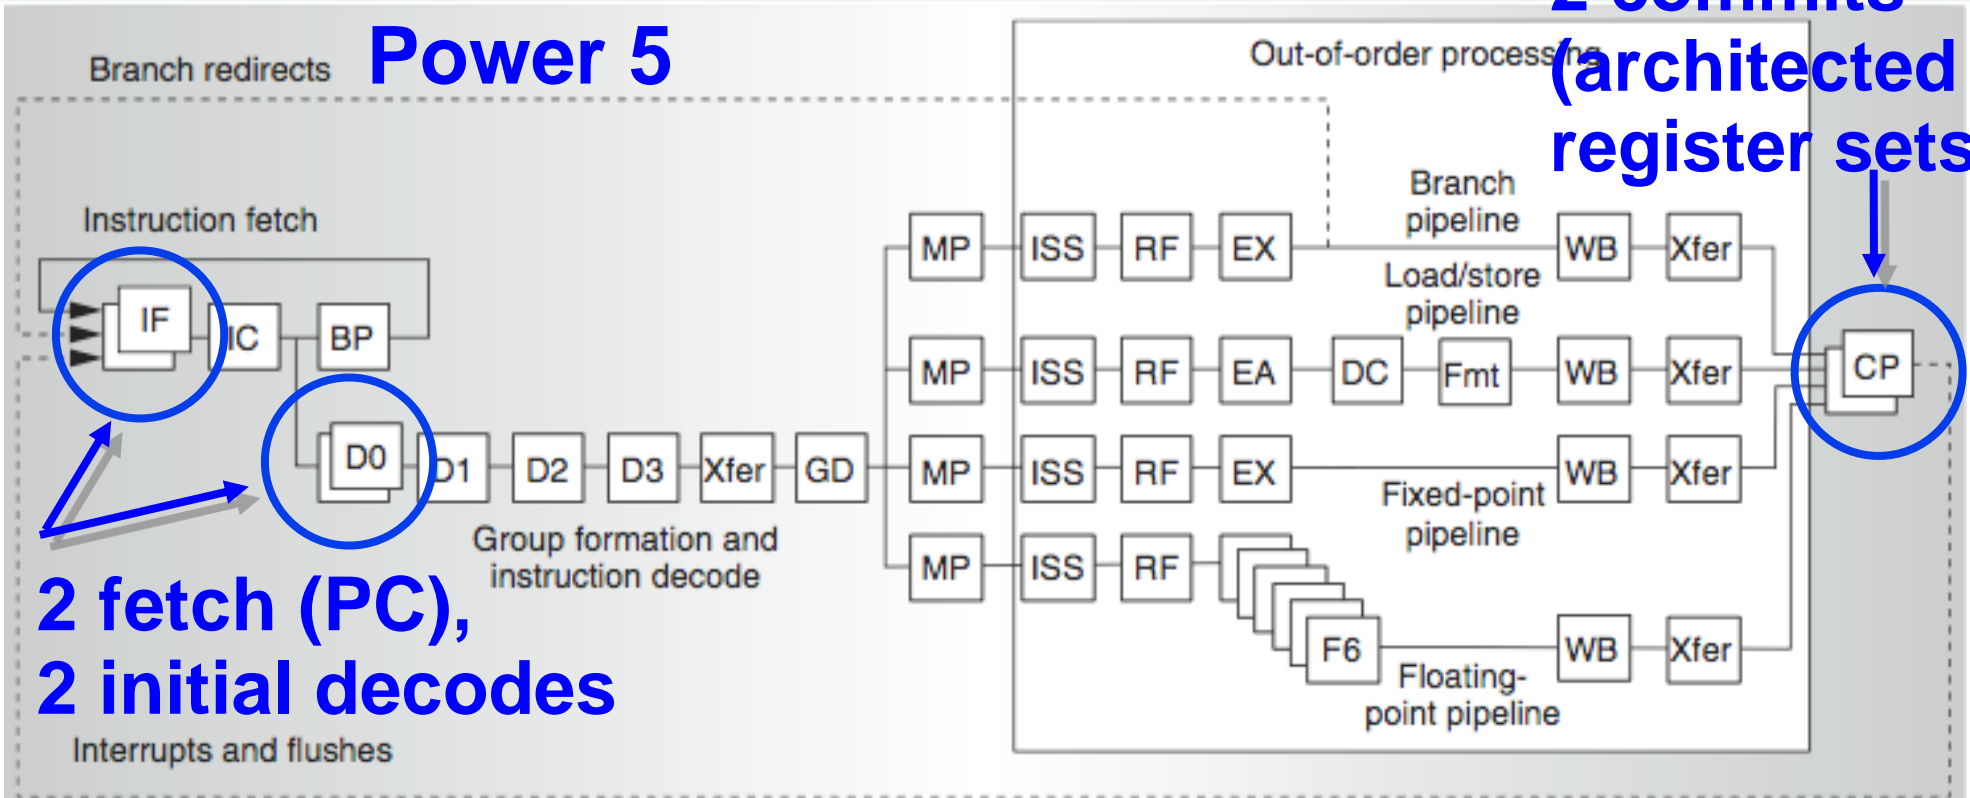 2 commits
Power 5
Out-of-order processing
(architected
Branch redirects
register sets
Branch
pipeline
Instruction fetch
MP ISS RF EX WB Xfer
Load/store
pipeline
IF IC BP
MP ISS RF EA DC Fmt WB Xfer CP
D0 D1 D2 D3 Xfer GD MP ISS RF EX WB Xfer
Fixed-point
pipeline
Group formation and
instruction decode
MP ISS RF
2 fetch (PC),
F6 WB Xfer
2 initial decodes
Floating-
point pipeline
Interrupts and flushes